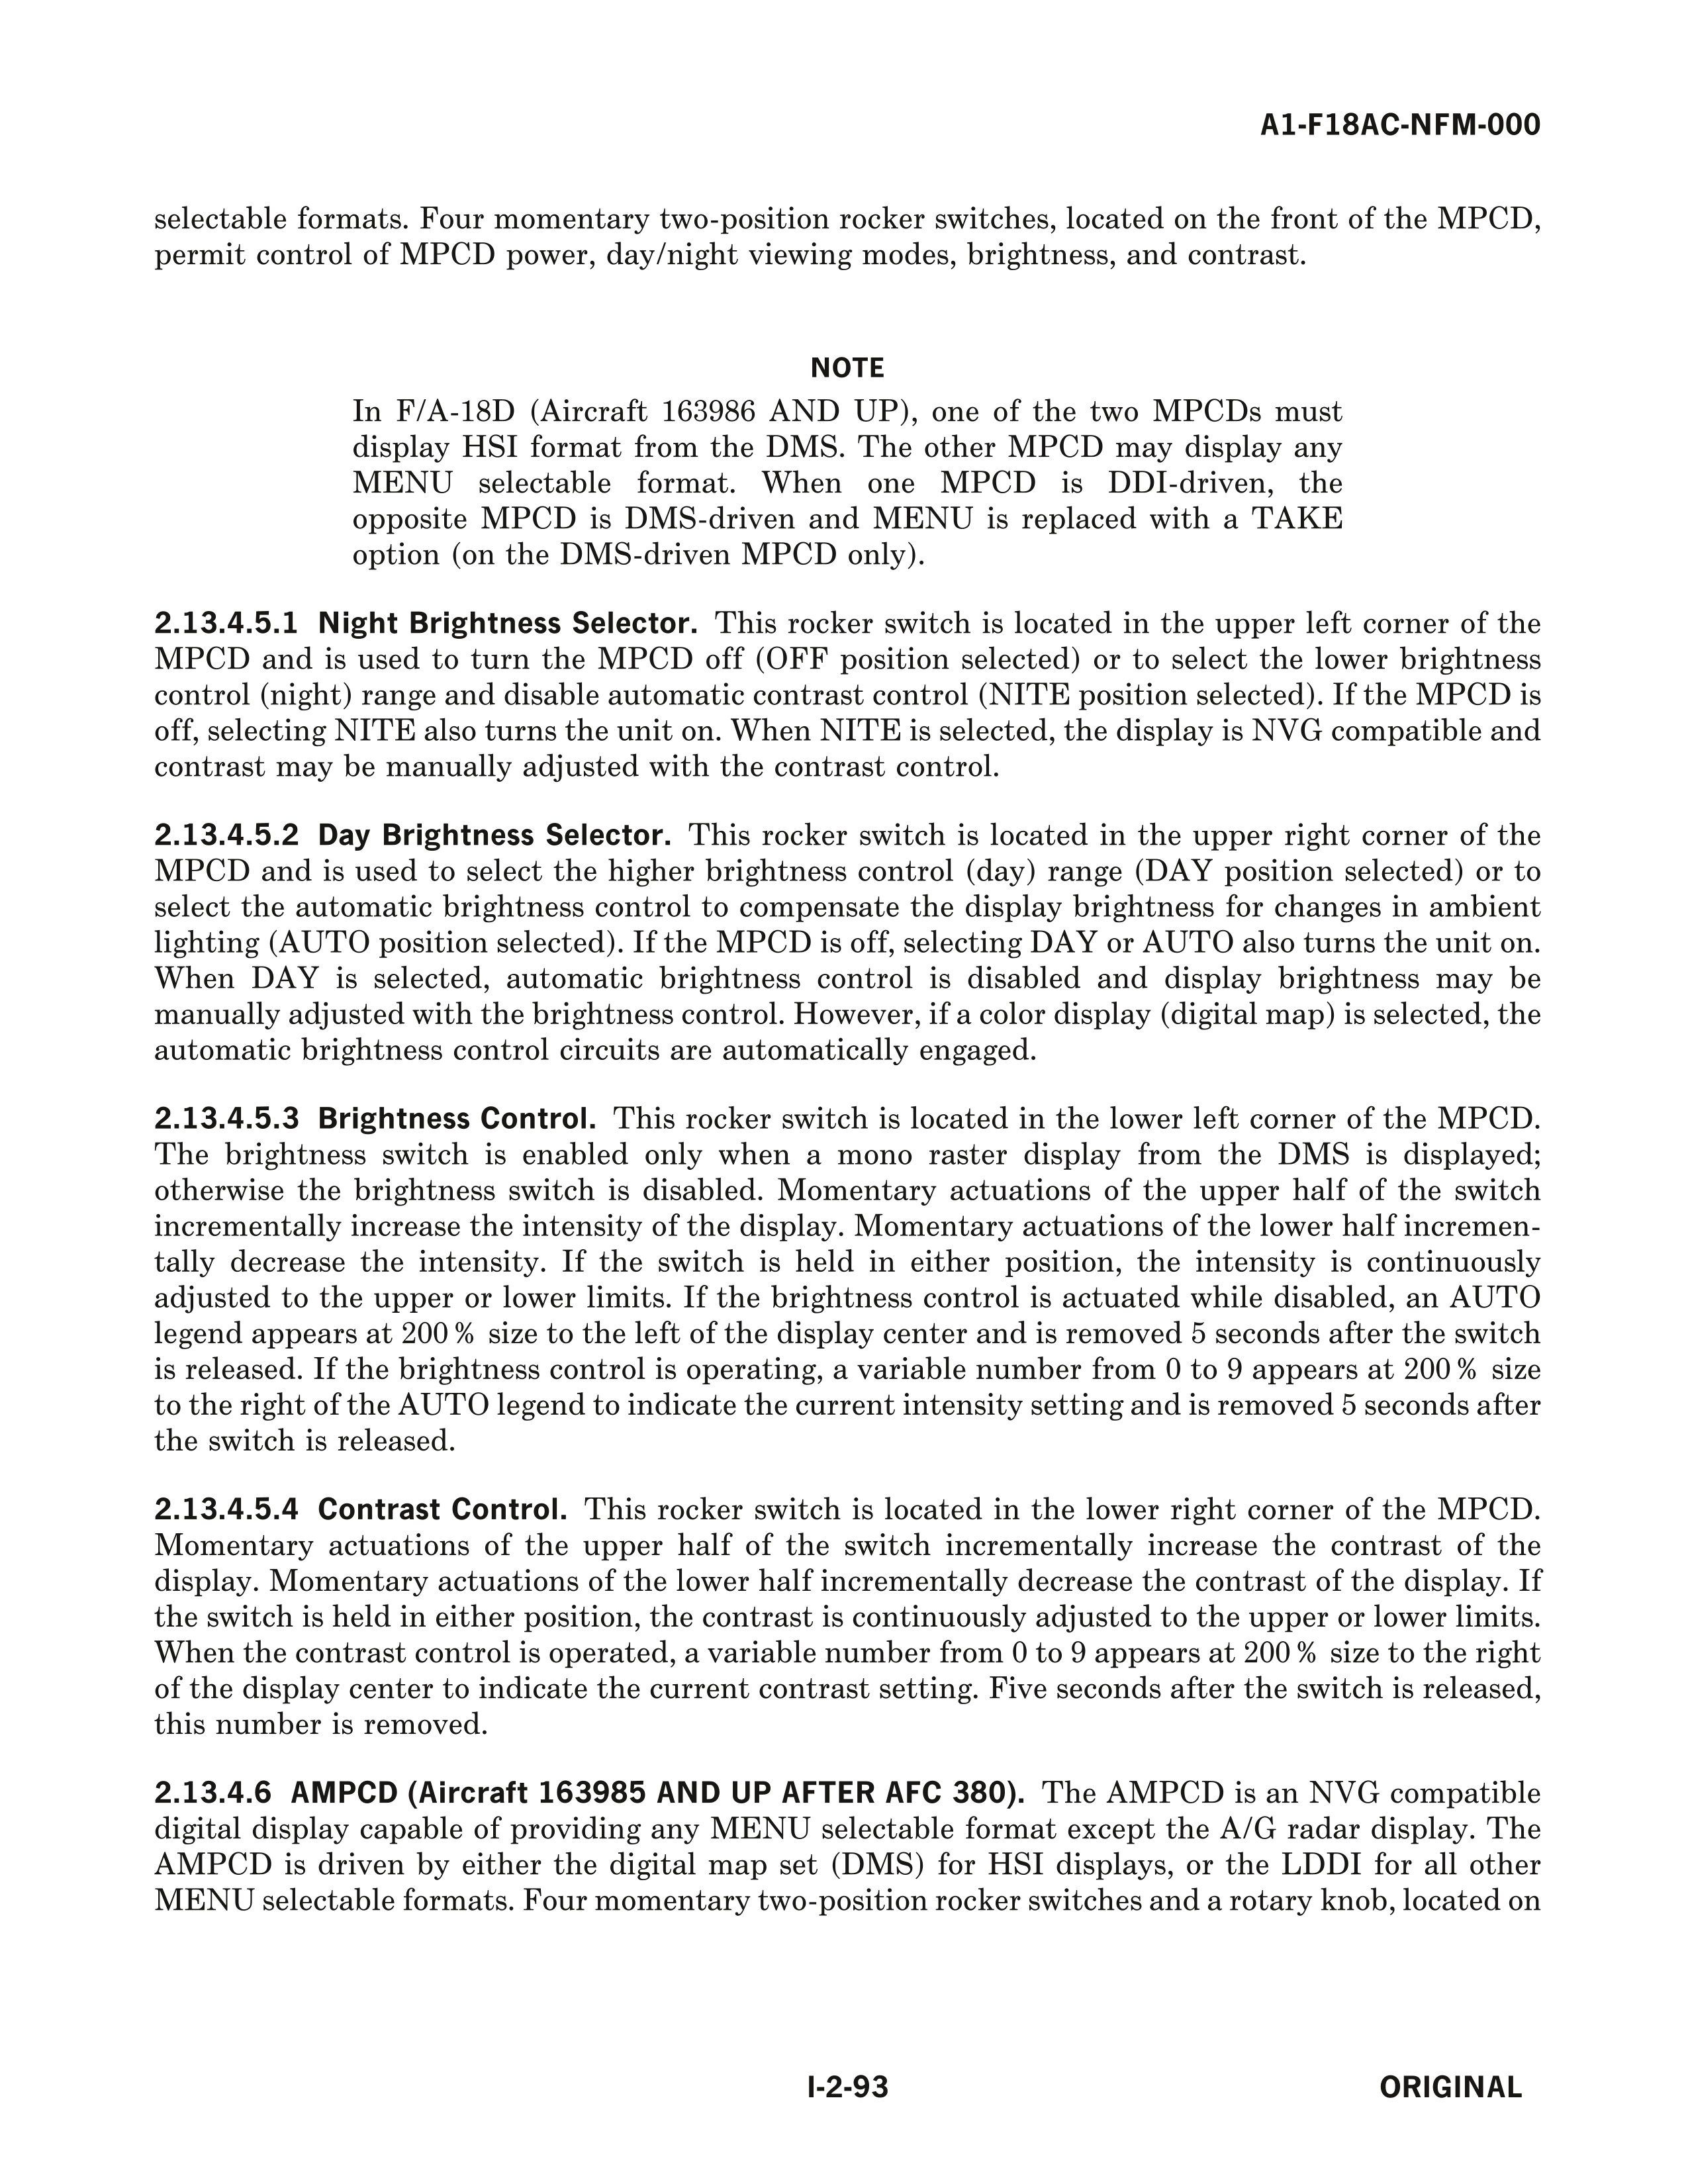 A1-F18AC-NFM-000
selectable formats. Four momentary two-position rocker switches, located on the front of the MPCD,
permit control of MPCD power, day/night viewing modes, brightness, and contrast.
NOTE
In F/A-18D (Aircraft 163986 AND UP), one of the two MPCDs must
display HSI format from the DMS. The other MPCD may display any
MENU selectable format. When one MPCD is DDI-driven, the
opposite MPCD is DMS-driven and MENU is replaced with a TAKE
option (on the DMS-driven MPCD only).
2.13.4.5.1 Night Brightness Selector. This rocker switch is located in the upper left corner of the
MPCD and is used to turn the MPCD off (OFF position selected) or to select the lower brightness
control (night) range and disable automatic contrast control (NITE position selected). If the MPCD is
off, selecting NITE also turns the unit on. When NITE is selected, the display is NVG compatible and
contrast may be manually adjusted with the contrast control.
2.13.4.5.2 Day Brightness Selector. This rocker switch is located in the upper right corner of the
MPCD and is used to select the higher brightness control (day) range (DAY position selected) or to
select the automatic brightness control to compensate the display brightness for changes in ambient
lighting (AUTO position selected). If the MPCD is off, selecting DAY or AUTO also turns the unit on.
When DAY is selected, automatic brightness control is disabled and display brightness may be
manually adjusted with the brightness control. However, if a color display (digital map) is selected, the
automatic brightness control circuits are automatically engaged.
2.13.4.5.3 Brightness Control. This rocker switch is located in the lower left corner of the MPCD.
The brightness switch is enabled only when a mono raster display from the DMS is displayed;
otherwise the brightness switch is disabled. Momentary actuations of the upper half of the switch
incrementally increase the intensity of the display. Momentary actuations of the lower half incremen-
tally decrease the intensity. If the switch is held in either position, the intensity is continuously
adjusted to the upper or lower limits. If the brightness control is actuated while disabled, an AUTO
legend appears at 200% size to the left of the display center and is removed 5 seconds after the switch
is released. If the brightness control is operating, a variable number from 0 to 9 appears at 200% size
to the right of the AUTO legend to indicate the current intensity setting and is removed 5 seconds after
the switch is released.
2.13.4.5.4 Contrast Control. This rocker switch is located in the lower right corner of the MPCD.
Momentary actuations of the upper half of the switch incrementally increase the contrast of the
display. Momentary actuations of the lower half incrementally decrease the contrast of the display. If
the switch is held in either position, the contrast is continuously adjusted to the upper or lower limits.
When the contrast control is operated, a variable number from 0 to 9 appears at 200% size to the right
of the display center to indicate the current contrast setting. Five seconds after the switch is released,
this number is removed.
2.13.4.6 AMPCD (Aircraft 163985 AND UP AFTER AFC 380). The AMPCD is an NVG compatible
digital display capable of providing any MENU selectable format except the A/G radar display. The
AMPCD is driven by either the digital map set (DMS) for HSI displays, or the LDDI for all other
MENU selectable formats. Four momentary two-position rocker switches and a rotary knob, located on
I-2-93
ORIGINAL